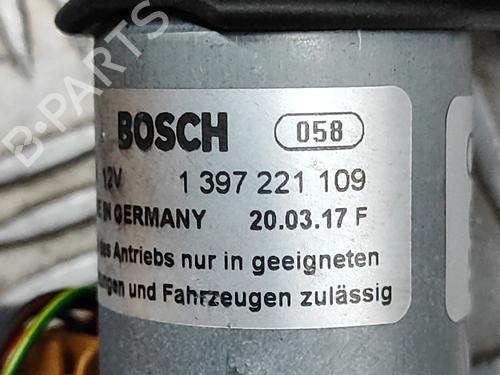 B-PARTS
BOSCH 058
12V 1 397 221 109
IN GERMANY 20.03.17 F
Antriebs nur in geeigneten
und Fahrzeugen zulässig